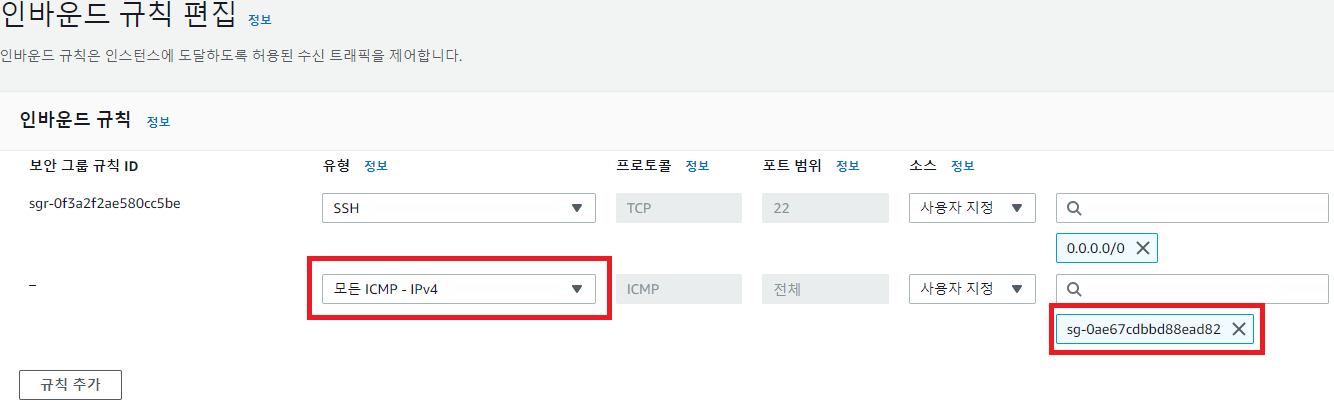 인바운드 규칙 편집 정보
인바운드 규칙은 인스턴스에 도달하도록 허용된 수신 트래픽을 제어합니다.
인바운드 규칙 정보
보안 그룹 규칙 ID 유형 정보 프로토콜 정보 포트 범위 정보 소스 정보
sgr-0f3a2f2ae580cc5be SSH TCP 22 사용자 지정
0.0.0.0/0
– 모든 ICMP - IPv4 ICMP 전체 사용자 지정
sg-0ae67cdbbd88ead82
규칙 추가